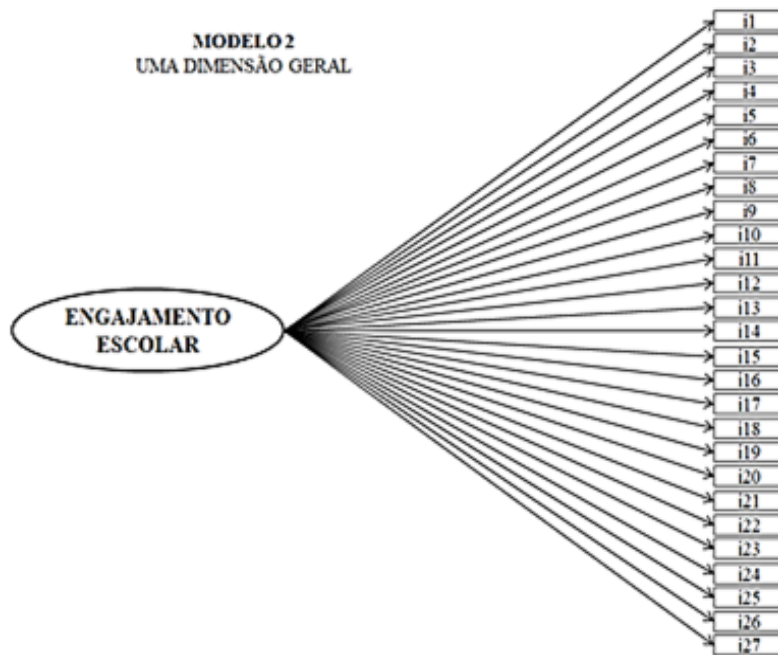 MODELO 2
UMA DIMENSÃO GERAL
ENGAJAMENTO
ESCOLAR
i1
i2
i3
i4
i5
i6
i7
i8
i9
i10
i11
i12
i13
i14
i15
i16
i17
i18
i19
i20
i21
i22
i23
i24
i25
i26
i27